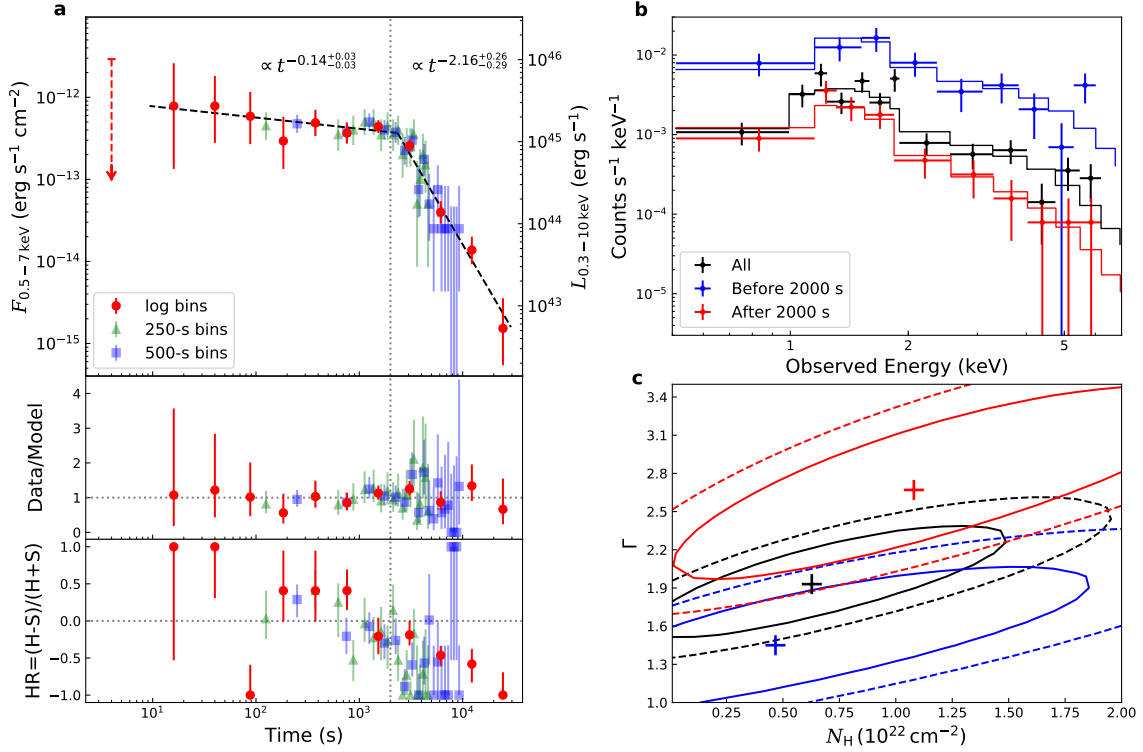 a
∝ t^{-0.14^{+0.03}_{-0.03}}
∝ t^{-2.16^{+0.26}_{-0.29}}
F_{0.5-7 keV} (erg s^{-1} cm^{-2})
10^{-12}
10^{-13}
10^{-14}
10^{-15}
L_{0.3-10 keV} (erg s^{-1})
10^{46}
10^{45}
10^{44}
10^{43}
log bins
250-s bins
500-s bins
Data/Model
4
3
2
1
0
HR=(H-S)/(H+S)
1.0
0.5
0.0
-0.5
-1.0
10^1
10^2
10^3
10^4
Time (s)
b
Counts s^{-1} keV^{-1}
10^{-2}
10^{-3}
10^{-4}
10^{-5}
All
Before 2000 s
After 2000 s
1
2
5
Observed Energy (keV)
c
Γ
3.4
3.1
2.8
2.5
2.2
1.9
1.6
1.3
1.0
0.25
0.50
0.75
1.00
1.25
1.50
1.75
2.00
N_H (10^{22} cm^{-2})